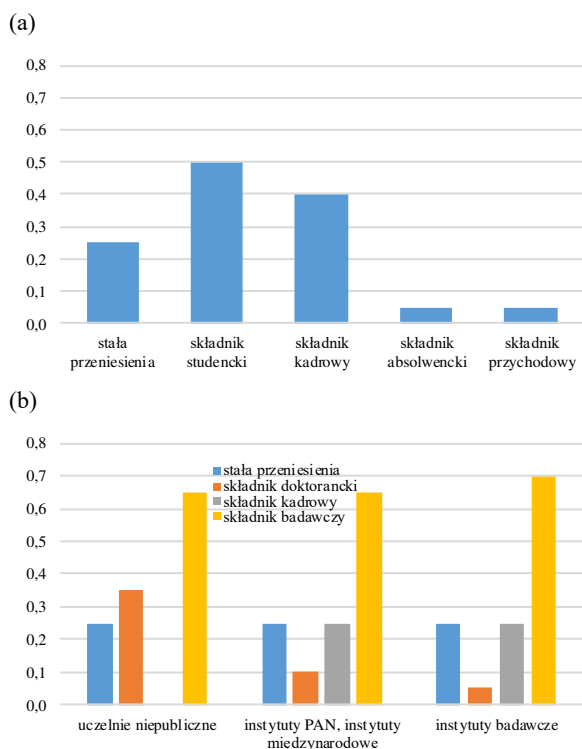 (a)
0,8
0,7
0,6
0,5
0,4
0,3
0,2
0,1
0,0
stała przeniesienia
składnik studencki
składnik kadrowy
składnik absolwencki
składnik przychodowy
(b)
0,8
0,7
0,6
0,5
0,4
0,3
0,2
0,1
0,0
stała przeniesienia
składnik doktorancki
składnik kadrowy
składnik badawczy
uczelnie niepubliczne
instytuty PAN, instytuty
międzynarodowe
instytuty badawcze